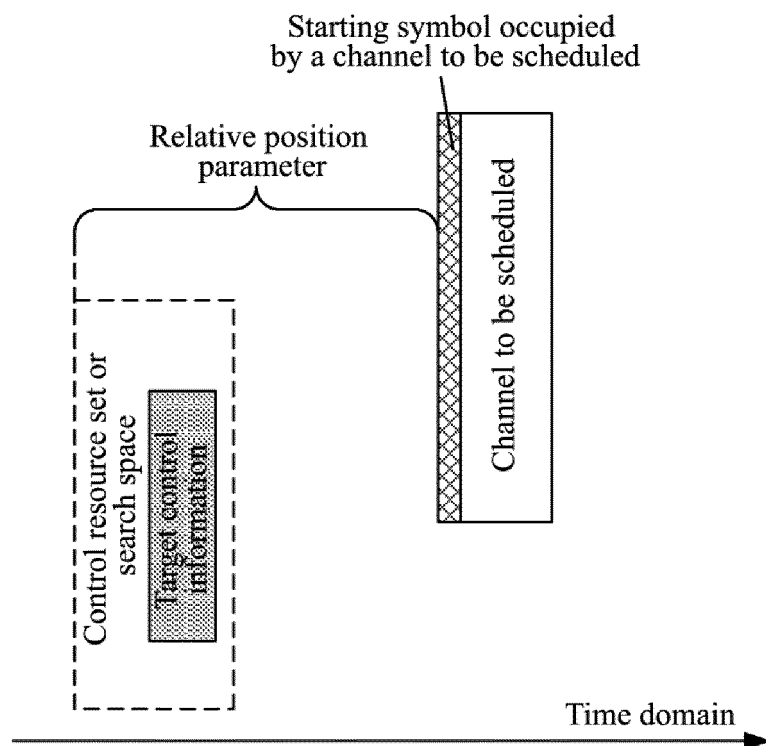 Starting symbol occupied
by a channel to be scheduled
Relative position
parameter
Channel to be scheduled
Control resource set or
search space
Target control
information
Time domain